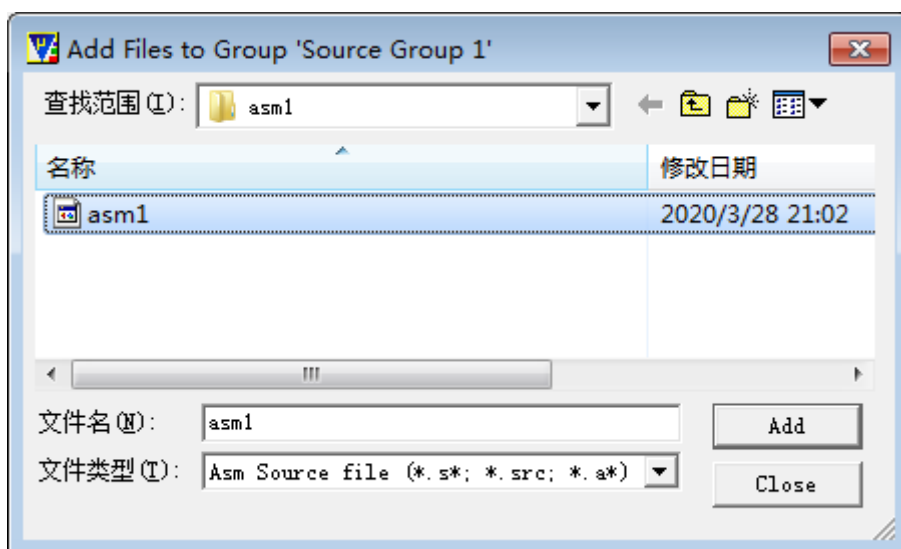 Add Files to Group 'Source Group 1'
查找范围(I): asm1
名称 修改日期
asm1 2020/3/28 21:02
文件名(N): asm1 Add
文件类型(T): Asm Source file (*.s*; *.src; *.a*) Close